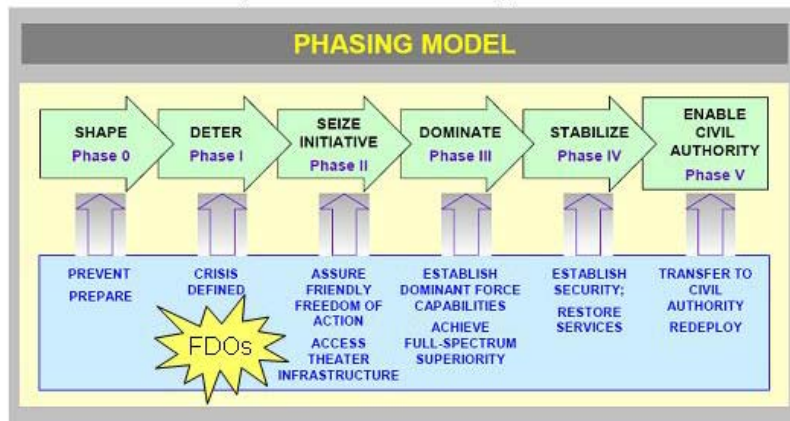 PHASING MODEL
SHAPE
Phase 0
DETER
Phase I
SEIZE
INITIATIVE
Phase II
DOMINATE
Phase III
STABILIZE
Phase IV
ENABLE
CIVIL
AUTHORITY
Phase V
PREVENT
PREPARE
CRISIS
DEFINED
FDOs
ASSURE
FRIENDLY
FREEDOM OF
ACTION
ACCESS
THEATER
INFRASTRUCTURE
ESTABLISH
DOMINANT FORCE
CAPABILITIES
ACHIEVE
FULL-SPECTRUM
SUPERIORITY
ESTABLISH
SECURITY;
RESTORE
SERVICES
TRANSFER TO
CIVIL
AUTHORITY
REDEPLOY